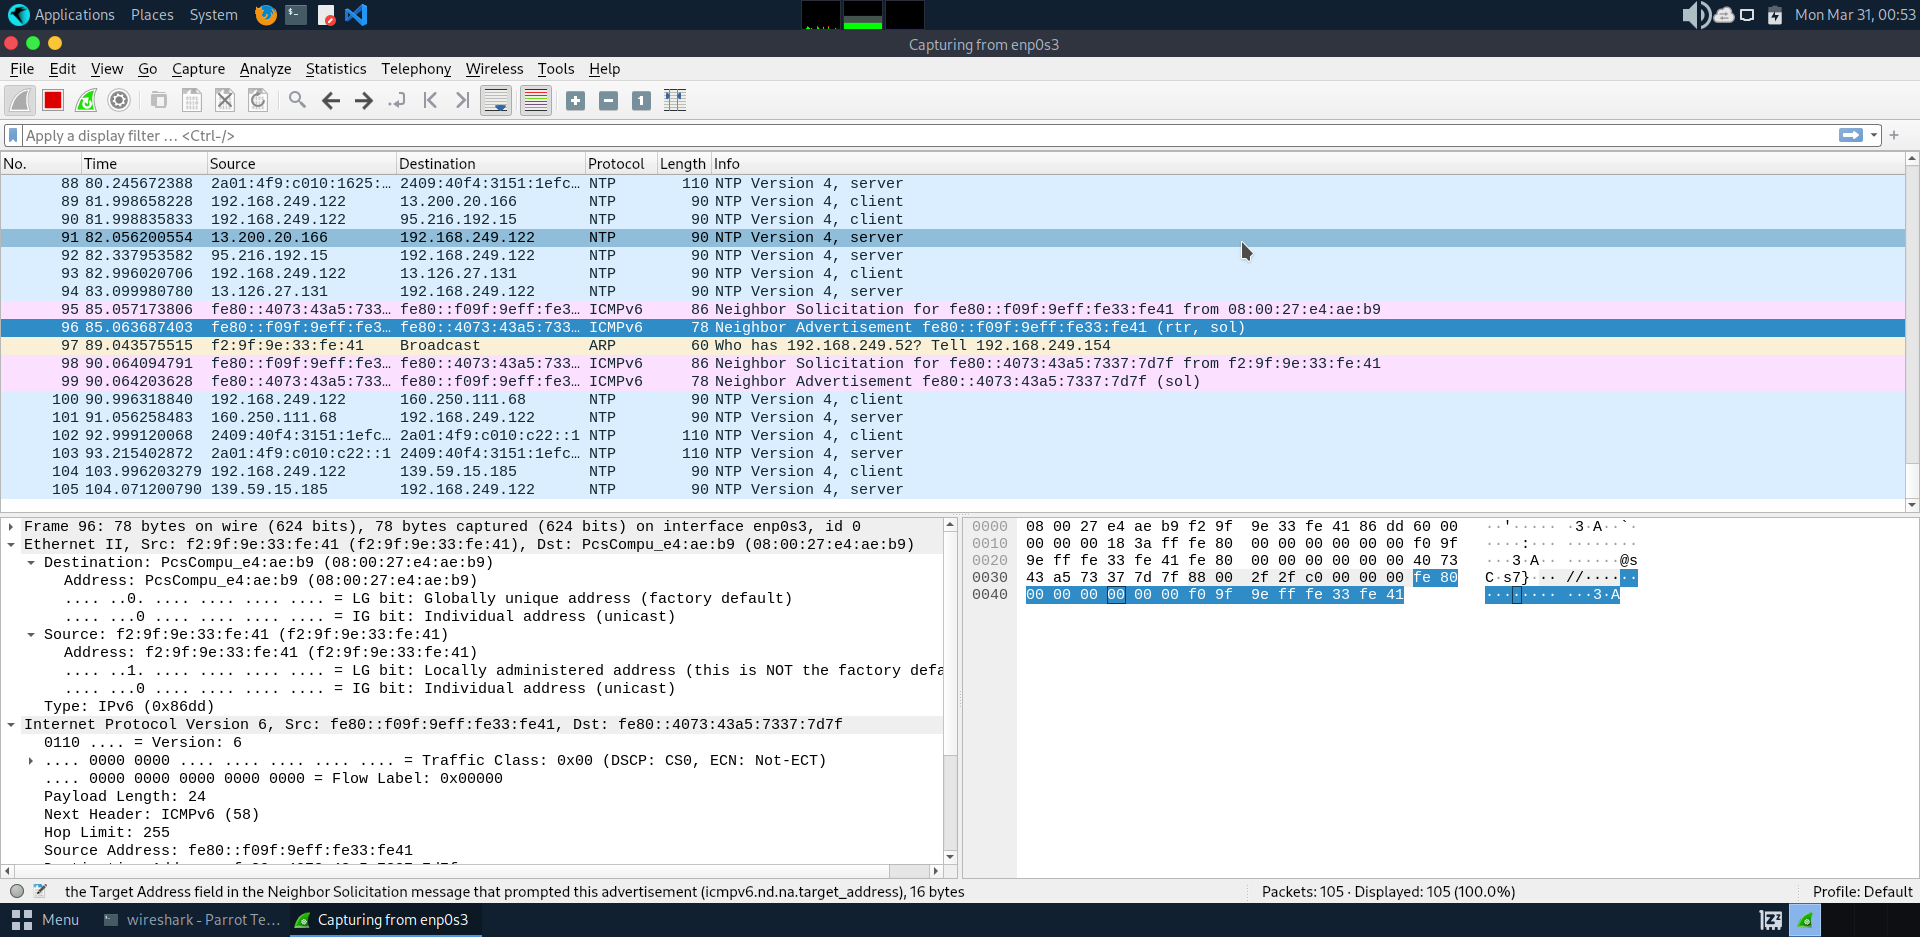 Applications Places System Mon Mar 31, 00:53
Capturing from enp0s3
File Edit View Go Capture Analyze Statistics Telephony Wireless Tools Help
Apply a display filter … <Ctrl-/>
No. Time Source Destination Protocol Length Info
88 80.245672388 2a01:4f9:c010:1625:… 2409:40f4:3151:1efc… NTP 110 NTP Version 4, server
89 81.998658228 192.168.249.122 13.200.20.166 NTP 90 NTP Version 4, client
90 81.998835833 192.168.249.122 95.216.192.15 NTP 90 NTP Version 4, client
91 82.056200554 13.200.20.166 192.168.249.122 NTP 90 NTP Version 4, server
92 82.337953582 95.216.192.15 192.168.249.122 NTP 90 NTP Version 4, server
93 82.996020706 192.168.249.122 13.126.27.131 NTP 90 NTP Version 4, client
94 83.099980780 13.126.27.131 192.168.249.122 NTP 90 NTP Version 4, server
95 85.057173806 fe80::4073:43a5:733… fe80::f09f:9eff:fe3… ICMPv6 86 Neighbor Solicitation for fe80::f09f:9eff:fe33:fe41 from 08:00:27:e4:ae:b9
96 85.063687403 fe80::f09f:9eff:fe3… fe80::4073:43a5:733… ICMPv6 78 Neighbor Advertisement fe80::f09f:9eff:fe33:fe41 (rtr, sol)
97 89.043575515 f2:9f:9e:33:fe:41 Broadcast ARP 60 Who has 192.168.249.52? Tell 192.168.249.154
98 90.064094791 fe80::f09f:9eff:fe3… fe80::4073:43a5:733… ICMPv6 86 Neighbor Solicitation for fe80::4073:43a5:7337:7d7f from f2:9f:9e:33:fe:41
99 90.064203628 fe80::4073:43a5:733… fe80::f09f:9eff:fe3… ICMPv6 78 Neighbor Advertisement fe80::4073:43a5:7337:7d7f (sol)
100 90.996318840 192.168.249.122 160.250.111.68 NTP 90 NTP Version 4, client
101 91.056258483 160.250.111.68 192.168.249.122 NTP 90 NTP Version 4, server
102 92.999120068 2409:40f4:3151:1efc… 2a01:4f9:c010:c22::1 NTP 110 NTP Version 4, client
103 93.215402872 2a01:4f9:c010:c22::1 2409:40f4:3151:1efc… NTP 110 NTP Version 4, server
104 103.996203279 192.168.249.122 139.59.15.185 NTP 90 NTP Version 4, client
105 104.071200790 139.59.15.185 192.168.249.122 NTP 90 NTP Version 4, server
Frame 96: 78 bytes on wire (624 bits), 78 bytes captured (624 bits) on interface enp0s3, id 0
Ethernet II, Src: f2:9f:9e:33:fe:41 (f2:9f:9e:33:fe:41), Dst: PcsCompu_e4:ae:b9 (08:00:27:e4:ae:b9)
Destination: PcsCompu_e4:ae:b9 (08:00:27:e4:ae:b9)
Address: PcsCompu_e4:ae:b9 (08:00:27:e4:ae:b9)
.... ..0. .... .... .... .... = LG bit: Globally unique address (factory default)
.... ...0 .... .... .... .... = IG bit: Individual address (unicast)
Source: f2:9f:9e:33:fe:41 (f2:9f:9e:33:fe:41)
Address: f2:9f:9e:33:fe:41 (f2:9f:9e:33:fe:41)
.... ..1. .... .... .... .... = LG bit: Locally administered address (this is NOT the factory defa
.... ...0 .... .... .... .... = IG bit: Individual address (unicast)
Type: IPv6 (0x86dd)
Internet Protocol Version 6, Src: fe80::f09f:9eff:fe33:fe41, Dst: fe80::4073:43a5:7337:7d7f
0110 .... = Version: 6
.... 0000 0000 .... .... .... .... .... = Traffic Class: 0x00 (DSCP: CS0, ECN: Not-ECT)
.... 0000 0000 0000 0000 0000 = Flow Label: 0x00000
Payload Length: 24
Next Header: ICMPv6 (58)
Hop Limit: 255
Source Address: fe80::f09f:9eff:fe33:fe41
0000 08 00 27 e4 ae b9 f2 9f 9e 33 fe 41 86 dd 60 00 ··'····· ·3·A··`·
0010 00 00 00 18 3a ff fe 80 00 00 00 00 00 00 f0 9f ····:··· ········
0020 9e ff fe 33 fe 41 fe 80 00 00 00 00 00 00 40 73 ···3·A·· ······@s
0030 43 a5 73 37 7d 7f 88 00 2f 2f c0 00 00 00 fe 80 C·s7}··· //······
0040 00 00 00 00 00 00 f0 9f 9e ff fe 33 fe 41 ········ ···3·A
the Target Address field in the Neighbor Solicitation message that prompted this advertisement (icmpv6.nd.na.target_address), 16 bytes Packets: 105 · Displayed: 105 (100.0%) Profile: Default
Menu wireshark - Parrot Te… Capturing from enp0s3